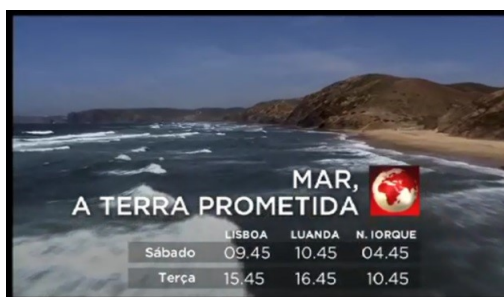 MAR,
A TERRA PROMETIDA
LISBOA LUANDA N. IORQUE
Sábado 09.45 10.45 04.45
Terça 15.45 16.45 10.45